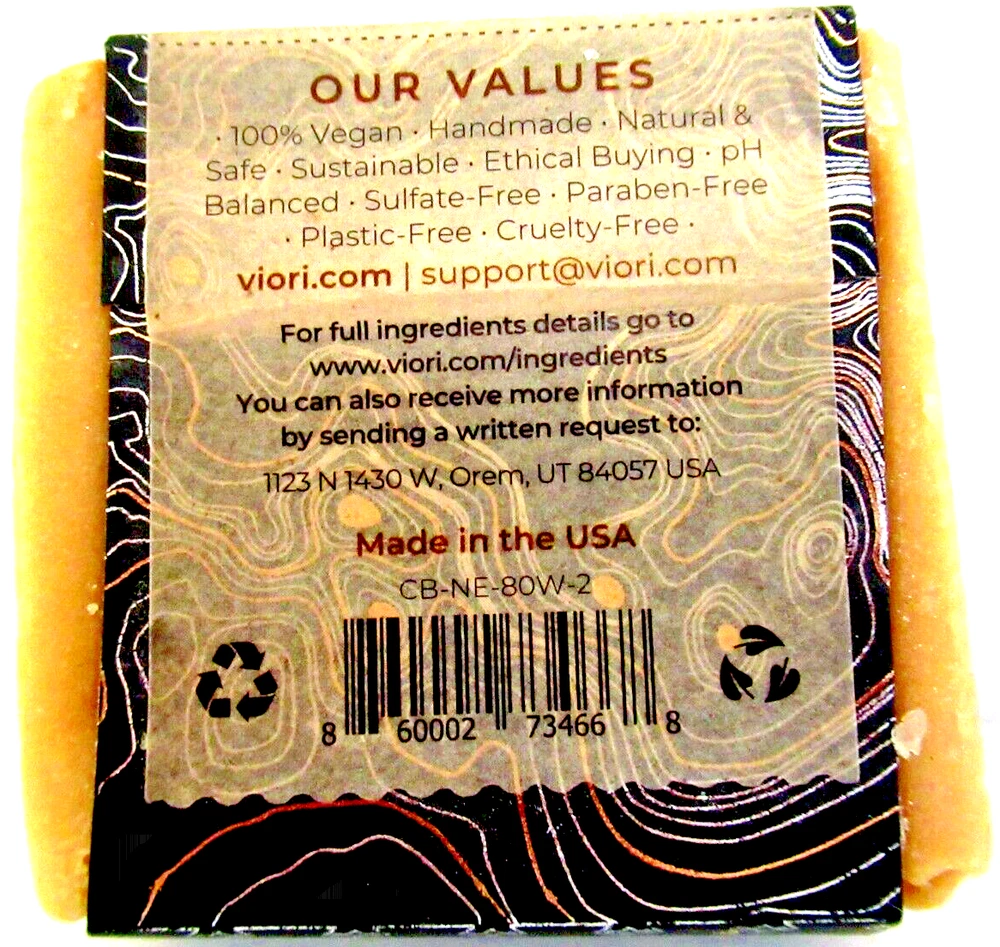 OUR VALUES
· 100% Vegan · Handmade · Natural &
Safe · Sustainable · Ethical Buying · pH
Balanced · Sulfate-Free · Paraben-Free
· Plastic-Free · Cruelty-Free ·
viori.com | support@viori.com
For full ingredients details go to
www.viori.com/ingredients
You can also receive more information
by sending a written request to:
1123 N 1430 W, Orem, UT 84057 USA
Made in the USA
CB-NE-80W-2
8 60002 73466 8